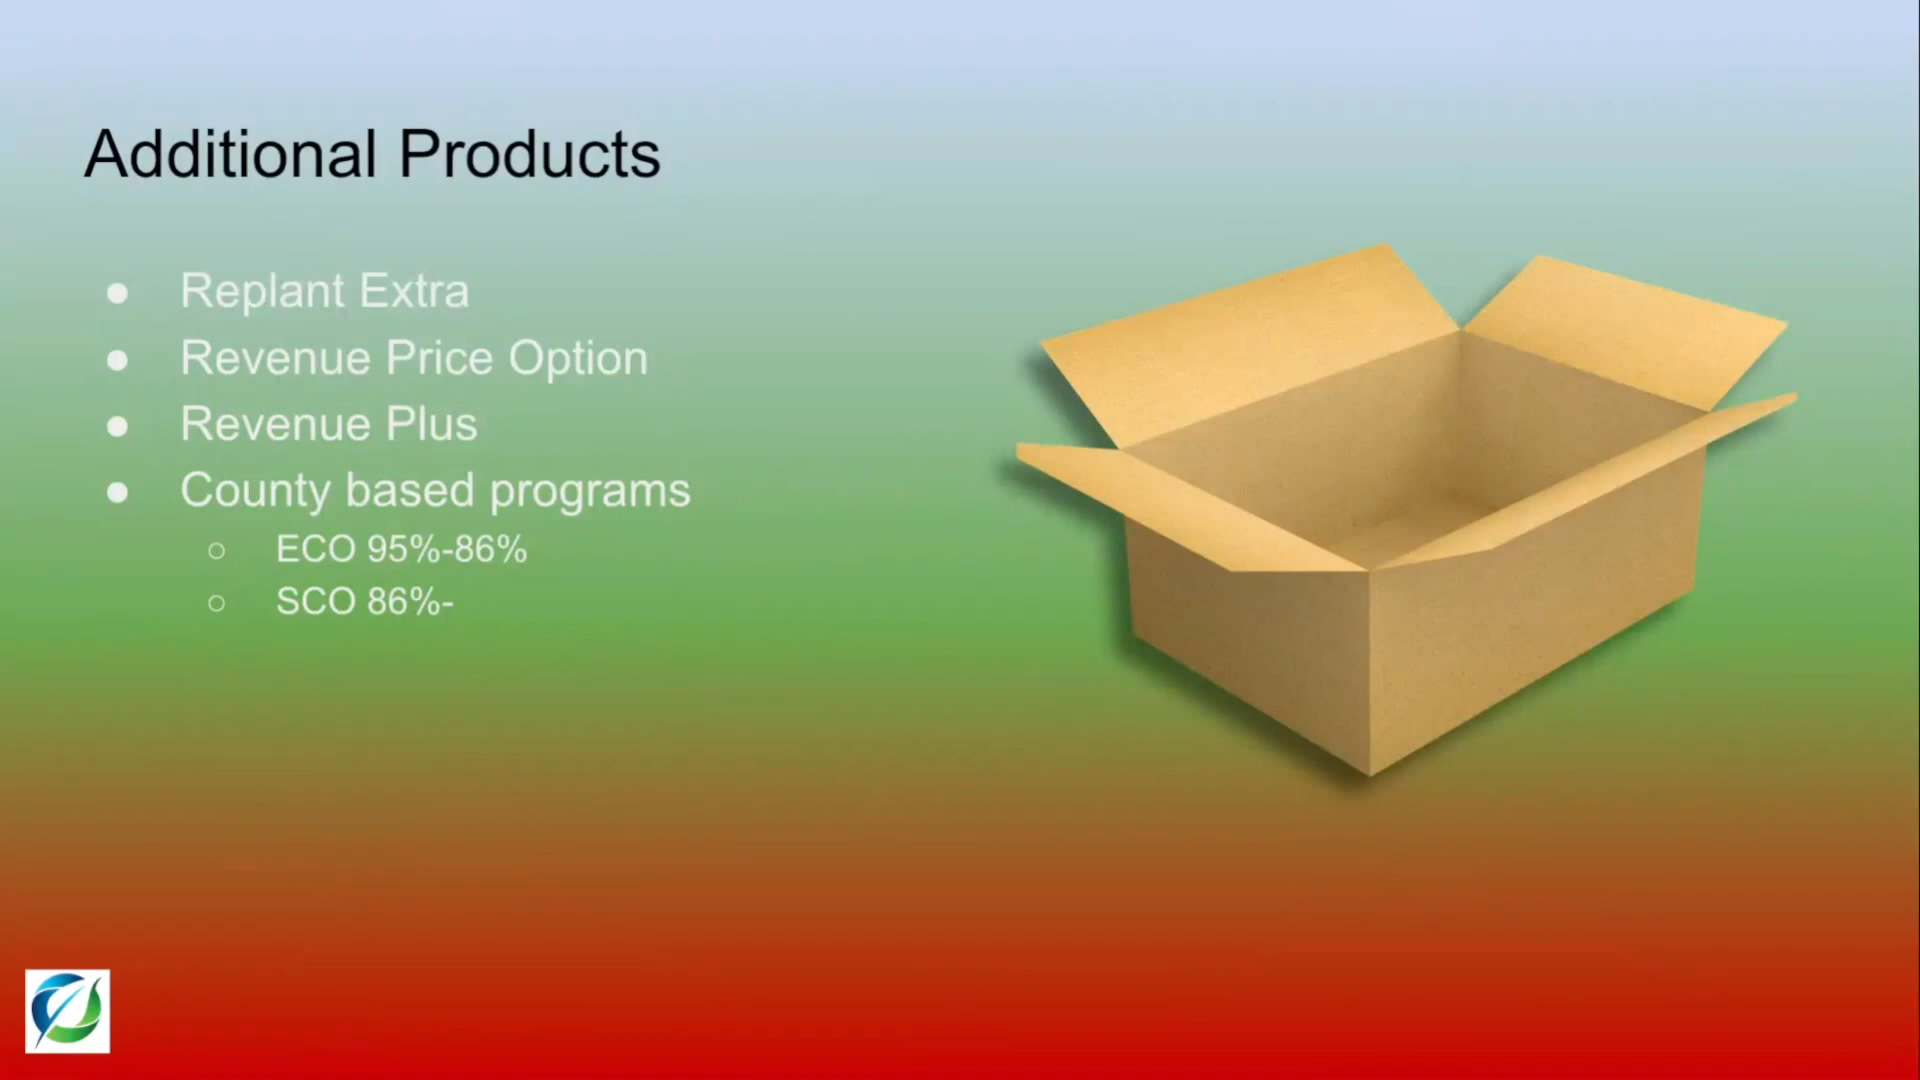 Additional Products
● Replant Extra
● Revenue Price Option
● Revenue Plus
● County based programs
○ ECO 95%-86%
○ SCO 86%-